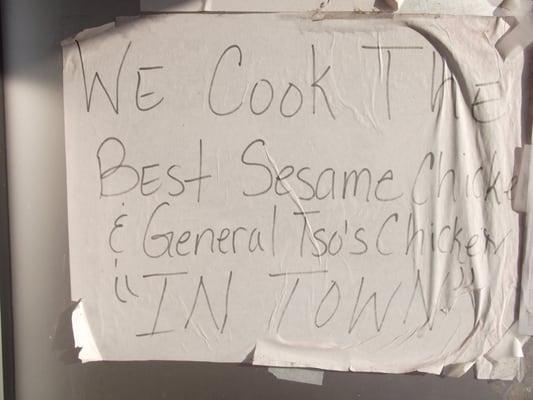 WE Cook THE
BEST Sesame Chicke
& General Tso's Chicken
"IN TOWN"